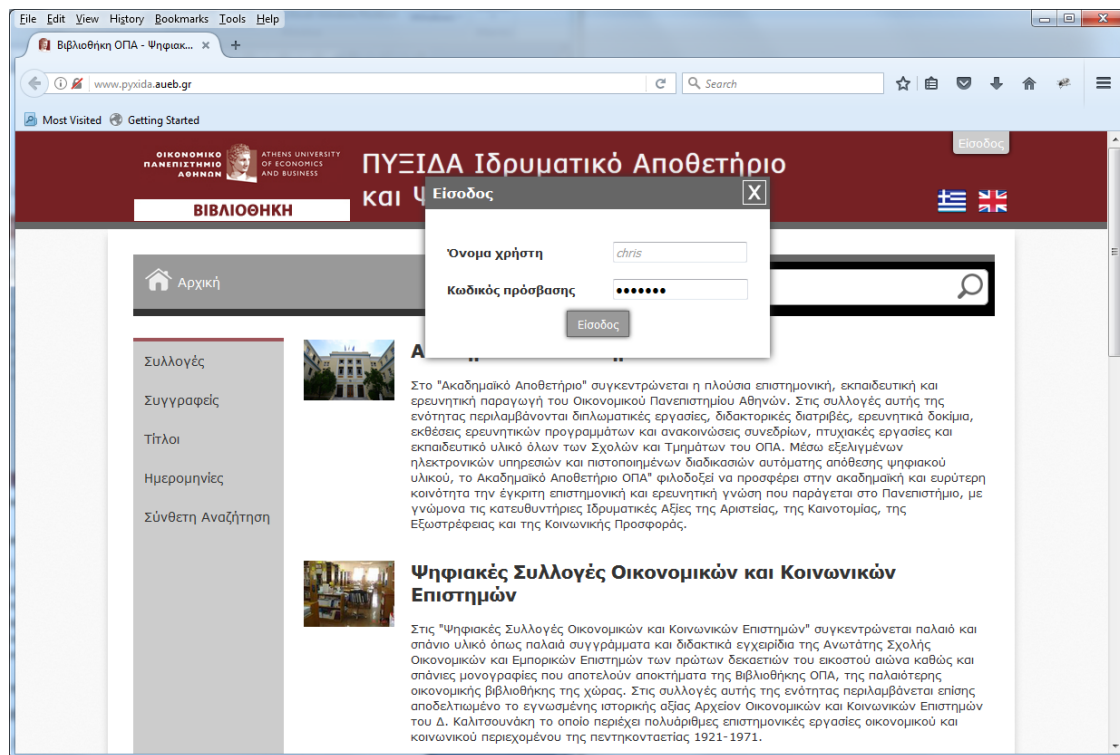 File Edit View History Bookmarks Tools Help
Βιβλιοθήκη ΟΠΑ - Ψηφιακ...
www.pyxida.aueb.gr
Search
Most Visited Getting Started
ΟΙΚΟΝΟΜΙΚΟ ΠΑΝΕΠΙΣΤΗΜΙΟ ΑΘΗΝΩΝ
ATHENS UNIVERSITY OF ECONOMICS AND BUSINESS
ΒΙΒΛΙΟΘΗΚΗ
ΠΥΞΙΔΑ Ιδρυματικό Αποθετήριο
και
Είσοδος
Είσοδος
X
Όνομα χρήστη chris
Κωδικός πρόσβασης •••••••
Είσοδος
Αρχική
Συλλογές
Συγγραφείς
Τίτλοι
Ημερομηνίες
Σύνθετη Αναζήτηση
Στο "Ακαδημαϊκό Αποθετήριο" συγκεντρώνεται η πλούσια επιστημονική, εκπαιδευτική και
ερευνητική παραγωγή του Οικονομικού Πανεπιστημίου Αθηνών. Στις συλλογές αυτής της
ενότητας περιλαμβάνονται διπλωματικές εργασίες, διδακτορικές διατριβές, ερευνητικά δοκίμια,
εκθέσεις ερευνητικών προγραμμάτων και ανακοινώσεις συνεδρίων, πτυχιακές εργασίες και
εκπαιδευτικό υλικό όλων των Σχολών και Τμημάτων του ΟΠΑ. Μέσω εξελιγμένων
ηλεκτρονικών υπηρεσιών και πιστοποιημένων διαδικασιών αυτόματης απόθεσης ψηφιακού
υλικού, το Ακαδημαϊκό Αποθετήριο ΟΠΑ" φιλοδοξεί να προσφέρει στην ακαδημαϊκή και ευρύτερη
κοινότητα την έγκριτη επιστημονική και ερευνητική γνώση που παράγεται στο Πανεπιστήμιο, με
γνώμονα τις κατευθυντήριες Ιδρυματικές Αξίες της Αριστείας, της Καινοτομίας, της
Εξωστρέφειας και της Κοινωνικής Προσφοράς.
Ψηφιακές Συλλογές Οικονομικών και Κοινωνικών
Επιστημών
Στις "Ψηφιακές Συλλογές Οικονομικών και Κοινωνικών Επιστημών" συγκεντρώνεται παλαιό και
σπάνιο υλικό όπως παλαιά συγγράμματα και διδακτικά εγχειρίδια της Ανωτάτης Σχολής
Οικονομικών και Εμπορικών Επιστημών των πρώτων δεκαετιών του εικοστού αιώνα καθώς και
σπάνιες μονογραφίες που αποτελούν αποκτήματα της Βιβλιοθήκης ΟΠΑ, της παλαιότερης
οικονομικής βιβλιοθήκης της χώρας. Στις συλλογές αυτής της ενότητας περιλαμβάνεται επίσης
αποδελτιωμένο το εγνωσμένης ιστορικής αξίας Αρχείον Οικονομικών και Κοινωνικών Επιστημών
του Δ. Καλιτσουνάκη το οποίο περιέχει πολυάριθμες επιστημονικές εργασίες οικονομικού και
κοινωνικού περιεχομένου της πεντηκονταετίας 1921-1971.